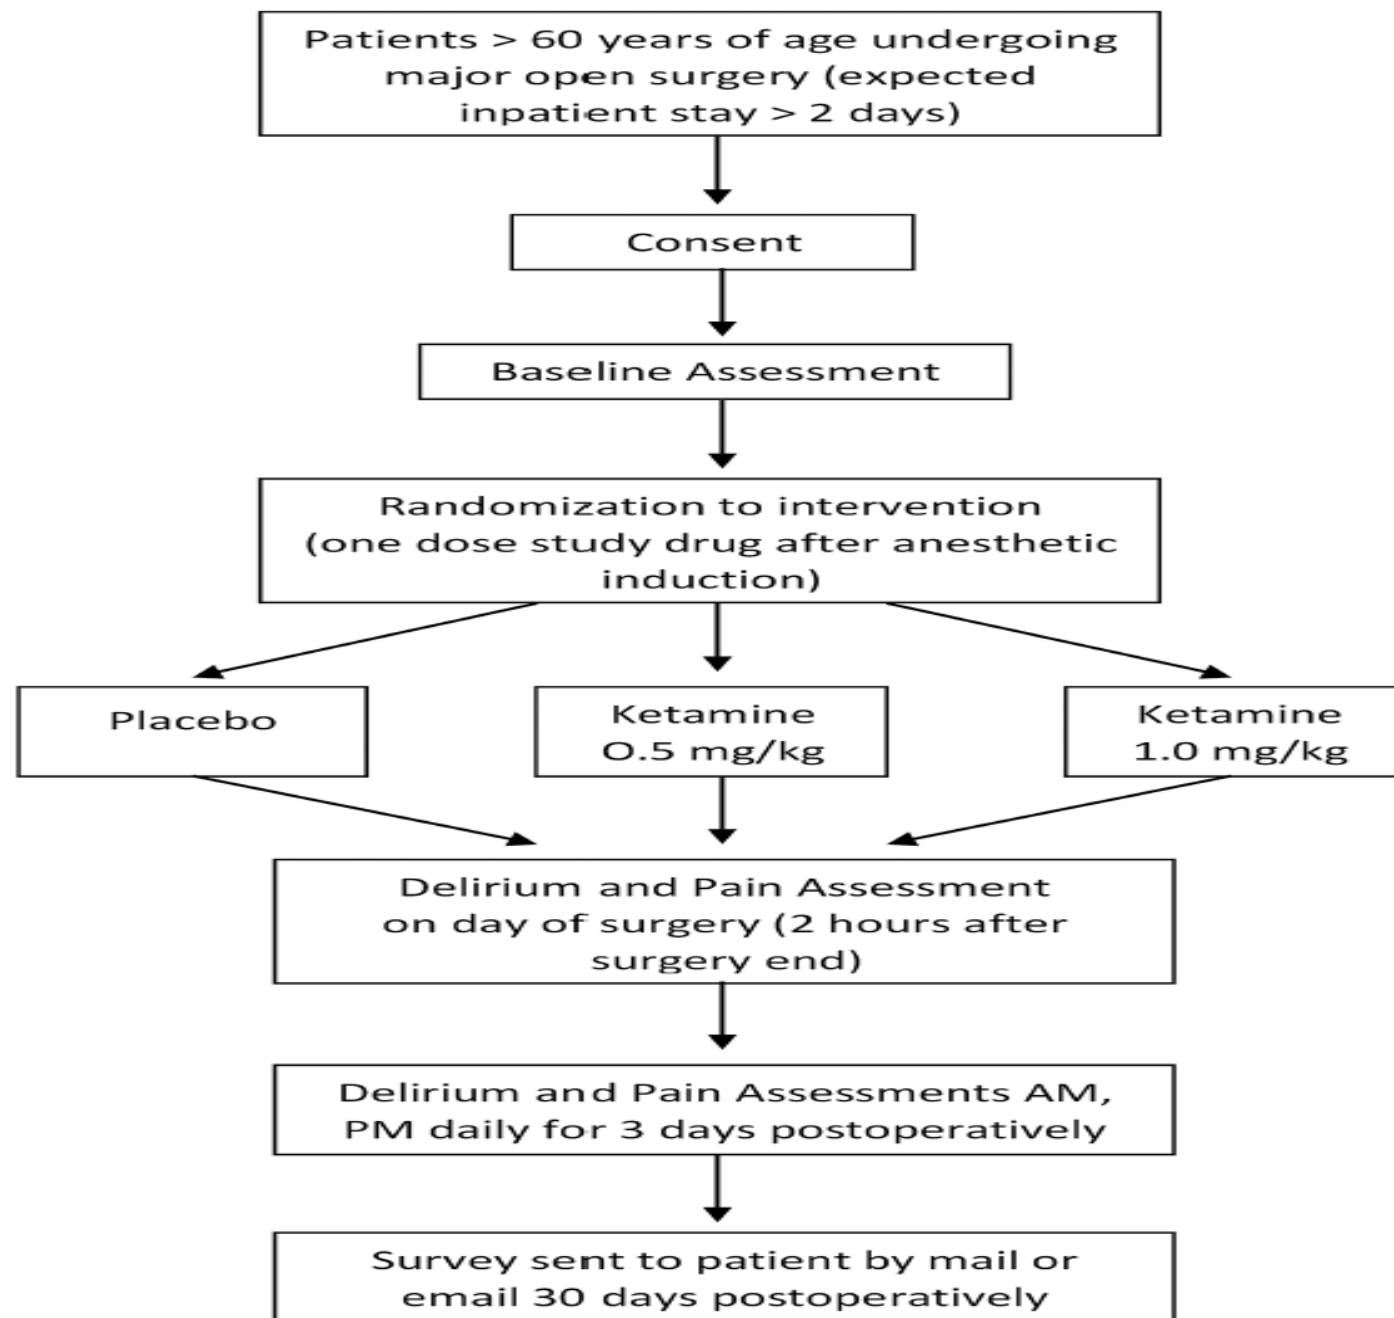 Patients > 60 years of age undergoing
major open surgery (expected
inpatient stay > 2 days)
Consent
Baseline Assessment
Randomization to intervention
(one dose study drug after anesthetic
induction)
Placebo
Ketamine
O.5 mg/kg
Ketamine
1.0 mg/kg
Delirium and Pain Assessment
on day of surgery (2 hours after
surgery end)
Delirium and Pain Assessments AM,
PM daily for 3 days postoperatively
Survey sent to patient by mail or
email 30 days postoperatively